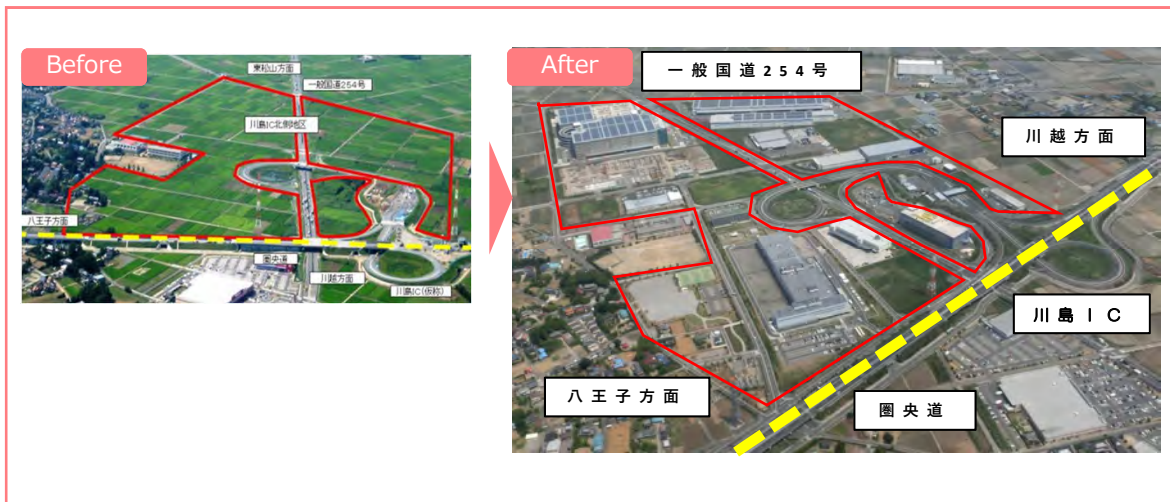 Before
東松山方面
一般国道254号
川島IC北側地区
八王子方面
圏央道
川越方面
川島IC(仮称)
After
一般国道254号
川越方面
川島IC
八王子方面
圏央道